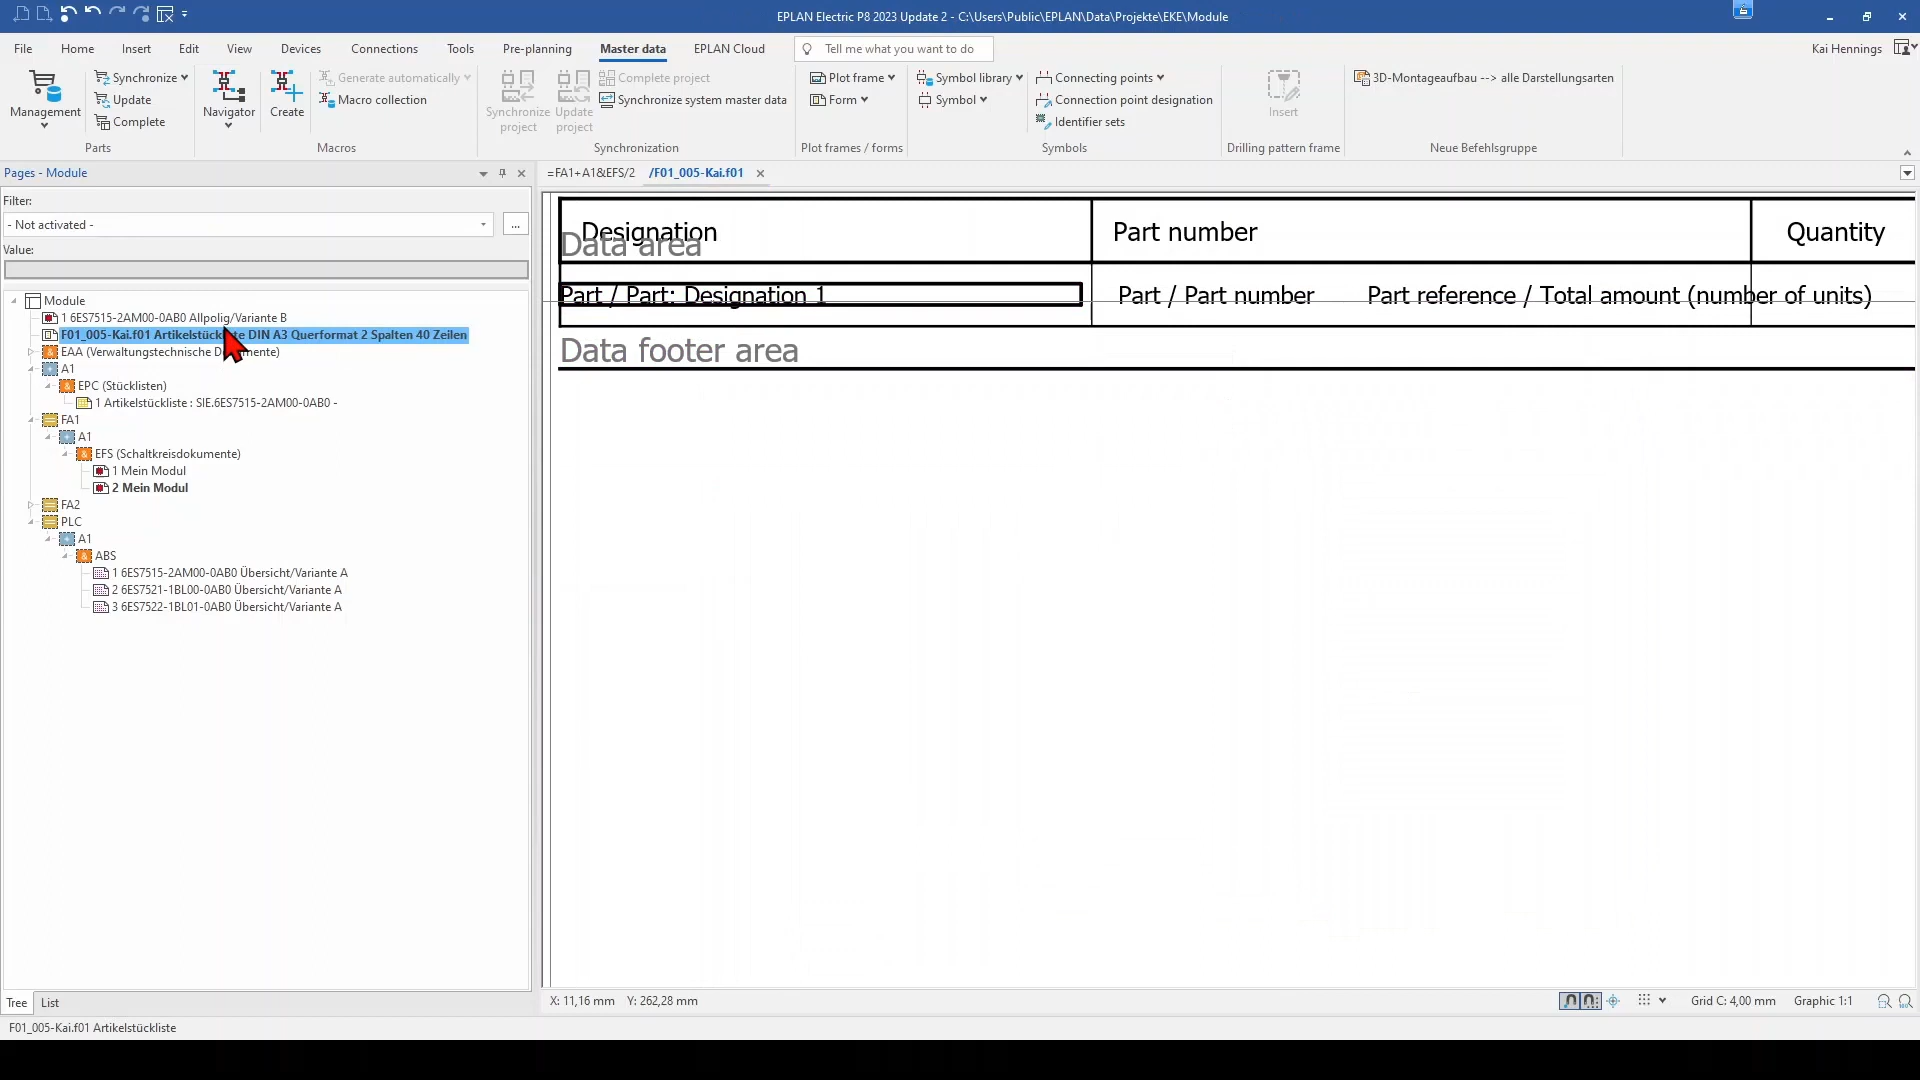 EPLAN Electric P8 2023 Update 2 - C:\Users\Public\EPLAN\Data\Projekte\EKE\Module
File Home Insert Edit View Devices Connections Tools Pre-planning Master data EPLAN Cloud Tell me what you want to do Kai Hennings
Management
Synchronize
Update
Complete
Parts
Navigator
Create
Generate automatically
Macro collection
Macros
Synchronize project
Update project
Complete project
Synchronize system master data
Synchronization
Plot frame
Form
Plot frames / forms
Symbol library
Symbol
Connecting points
Connection point designation
Identifier sets
Symbols
Insert
Drilling pattern frame
3D-Montageaufbau --> alle Darstellungsarten
Neue Befehlsgruppe
Pages - Module
Filter:
- Not activated -
...
Value:
Module
1 6ES7515-2AM00-0AB0 Allpolig/Variante B
F01_005-Kai.f01 Artikelstück e DIN A3 Querformat 2 Spalten 40 Zeilen
EAA (Verwaltungstechnische D mente)
A1
EPC (Stücklisten)
1 Artikelstückliste : SIE.6ES7515-2AM00-0AB0 -
FA1
A1
EFS (Schaltkreisdokumente)
1 Mein Modul
2 Mein Modul
FA2
PLC
A1
ABS
1 6ES7515-2AM00-0AB0 Übersicht/Variante A
2 6ES7521-1BL00-0AB0 Übersicht/Variante A
3 6ES7522-1BL01-0AB0 Übersicht/Variante A
Tree List
F01_005-Kai.f01 Artikelstückliste
=FA1+A1&EFS/2 /F01_005-Kai.f01
Designation Part number Quantity
Data area
Part / Part: Designation 1 Part / Part number Part reference / Total amount (number of units)
Data footer area
X: 11,16 mm Y: 262,28 mm Grid C: 4,00 mm Graphic 1:1